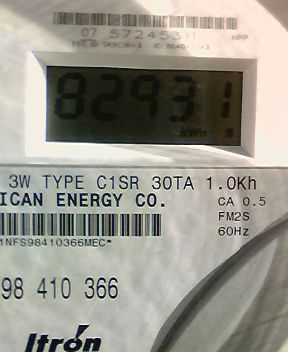 07 57245311
82931
kWh
3W TYPE C1SR 30TA 1.0Kh
ICAN ENERGY CO.
CA 0.5
FM2S
60Hz
1NFS98410366MEC*
98 410 366
Itron